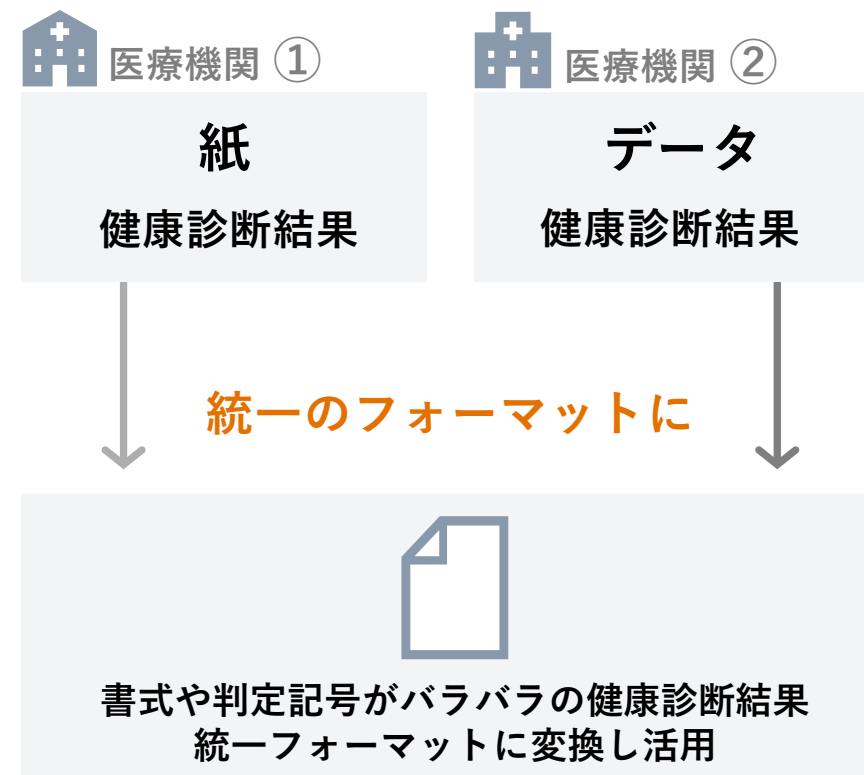 医療機関 ①
医療機関 ②
紙
健康診断結果
データ
健康診断結果
統一のフォーマットに
書式や判定記号がバラバラの健康診断結果
統一フォーマットに変換し活用